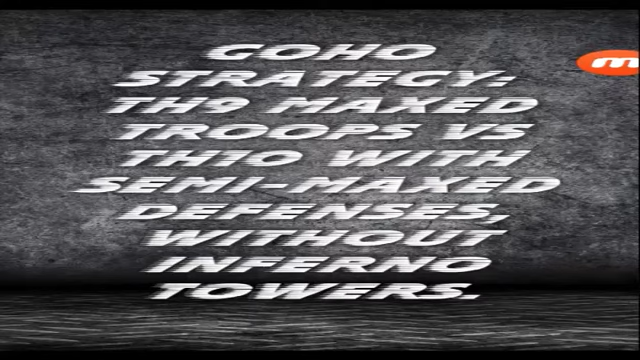 GOHO
STRATEGY:
TH9 MAXED
TROOPS VS
TH10 WITH
SEMI-MAXED
DEFENSES,
WITHOUT
INFERNO
TOWERS.
m